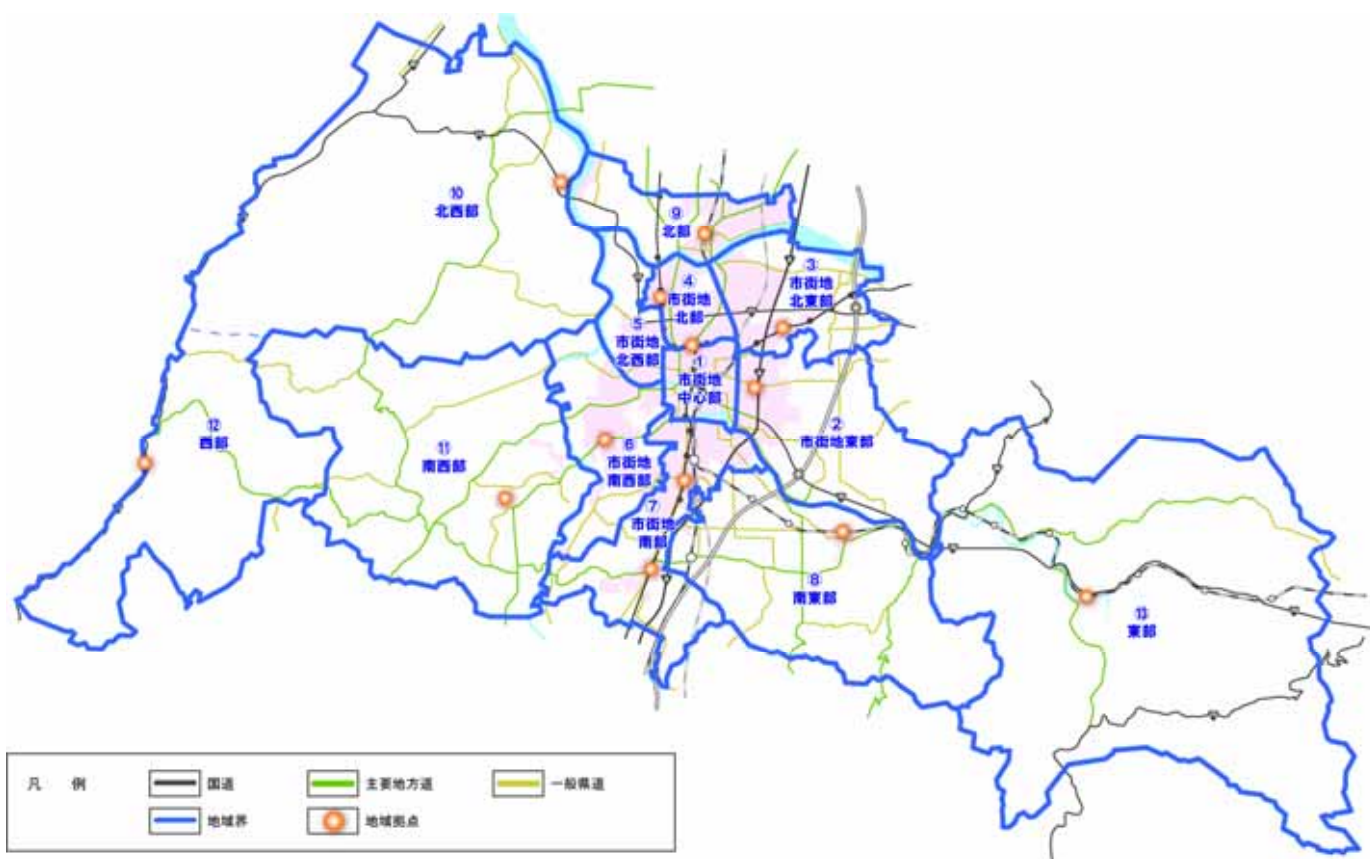 ⑩
北西部
⑨
北部
③
市街地
北東部
④
市街地
北部
⑤
市街地
北西部
①
市街地
中心部
②
市街地東部
⑫
西部
⑪
南西部
⑥
市街地
南西部
⑦
市街地
南部
⑧
南東部
⑬
東部
凡 例
国道
主要地方道
一般県道
地域界
地域拠点